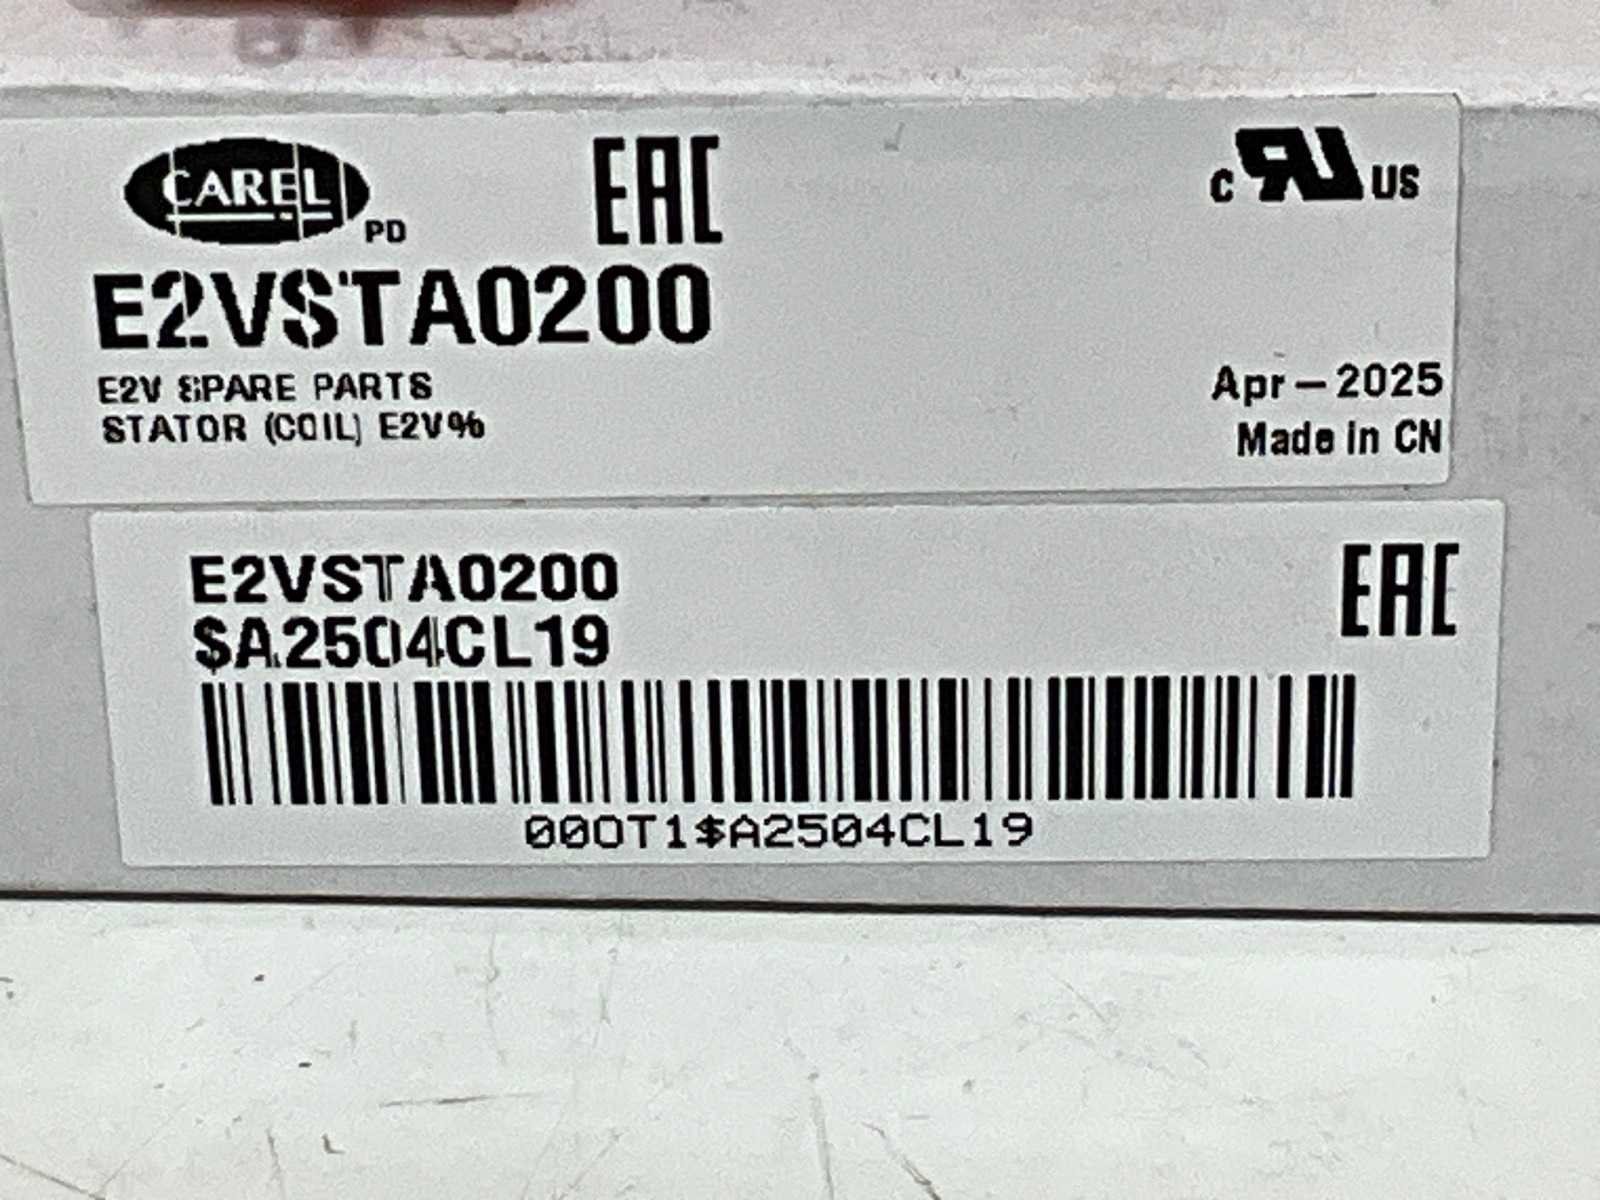 CAREL PD EAC c RU US
E2VSTA0200
E2V SPARE PARTS
STATOR (COIL) E2V%
Apr-2025
Made in CN
E2VSTA0200 EAC
$A2504CL19
000T1$A2504CL19